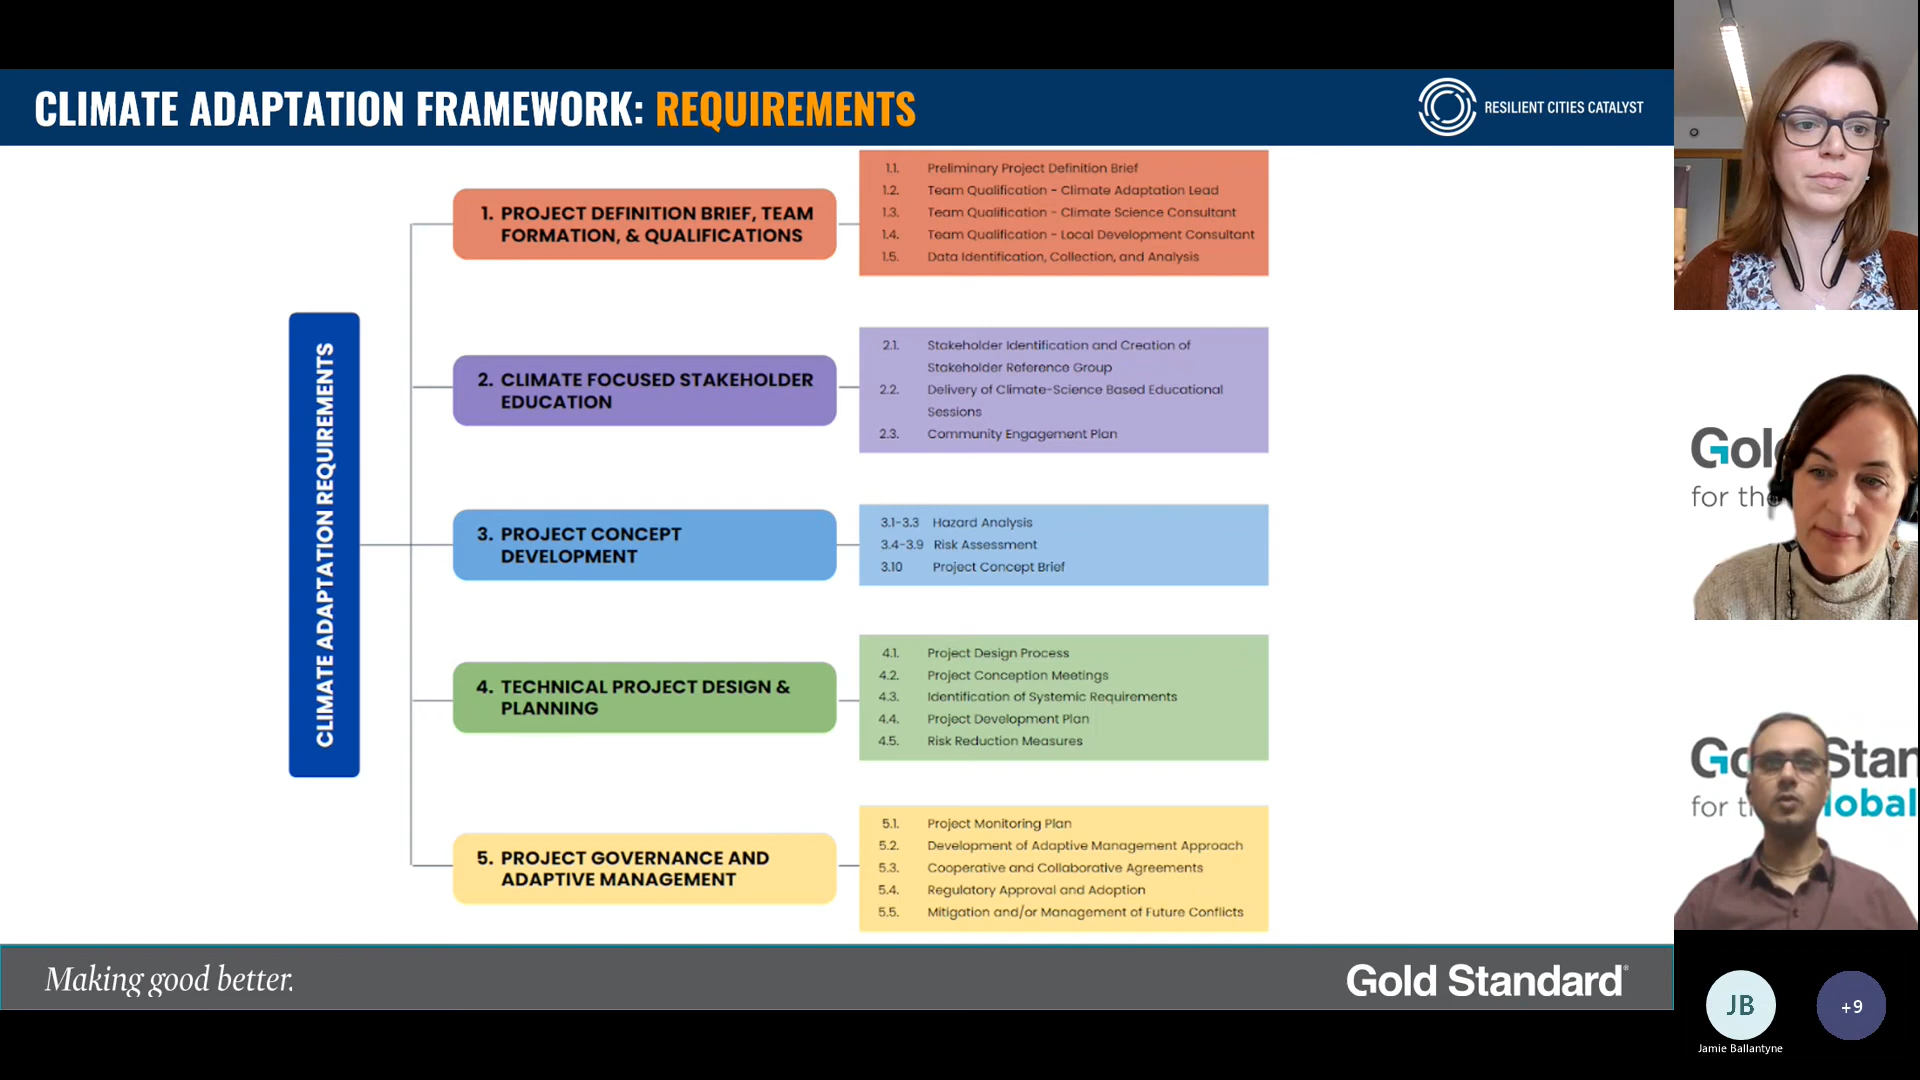 CLIMATE ADAPTATION FRAMEWORK: REQUIREMENTS
RESILIENT CITIES CATALYST
CLIMATE ADAPTATION REQUIREMENTS
1. PROJECT DEFINITION BRIEF, TEAM
FORMATION, & QUALIFICATIONS
1.1. Preliminary Project Definition Brief
1.2. Team Qualification - Climate Adaptation Lead
1.3. Team Qualification - Climate Science Consultant
1.4. Team Qualification - Local Development Consultant
1.5. Data Identification, Collection, and Analysis
2. CLIMATE FOCUSED STAKEHOLDER
EDUCATION
2.1. Stakeholder Identification and Creation of
Stakeholder Reference Group
2.2. Delivery of Climate-Science Based Educational
Sessions
2.3. Community Engagement Plan
3. PROJECT CONCEPT
DEVELOPMENT
3.1-3.3 Hazard Analysis
3.4-3.9 Risk Assessment
3.10 Project Concept Brief
4. TECHNICAL PROJECT DESIGN &
PLANNING
4.1. Project Design Process
4.2. Project Conception Meetings
4.3. Identification of Systemic Requirements
4.4. Project Development Plan
4.5. Risk Reduction Measures
5. PROJECT GOVERNANCE AND
ADAPTIVE MANAGEMENT
5.1. Project Monitoring Plan
5.2. Development of Adaptive Management Approach
5.3. Cooperative and Collaborative Agreements
5.4. Regulatory Approval and Adoption
5.5. Mitigation and/or Management of Future Conflicts
Making good better.
Gold Standard®
for
for
JB
+9
Jamie Ballantyne